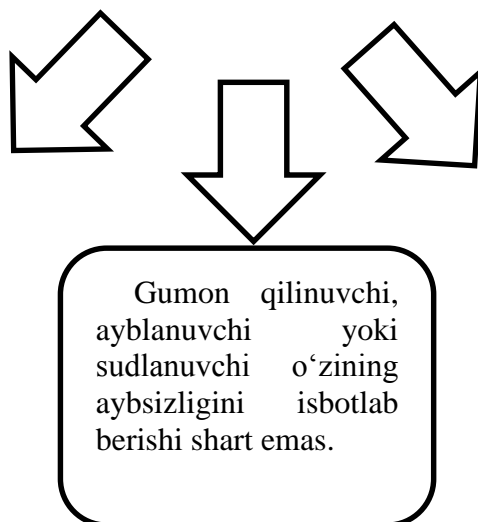 Gumon qilinuvchi,
ayblanuvchi yoki
sudlanuvchi o‘zining
aybsizligini isbotlab
berishi shart emas.